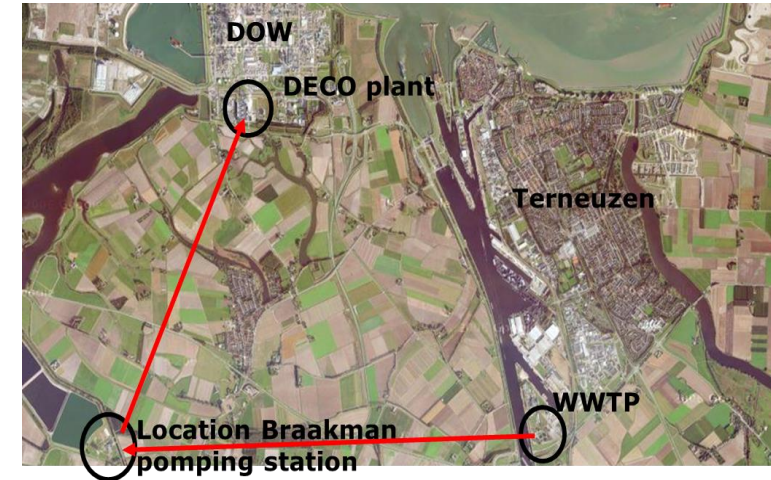 DOW
DECO plant
Terneuzen
WWTP
Location Braakman
pomping station